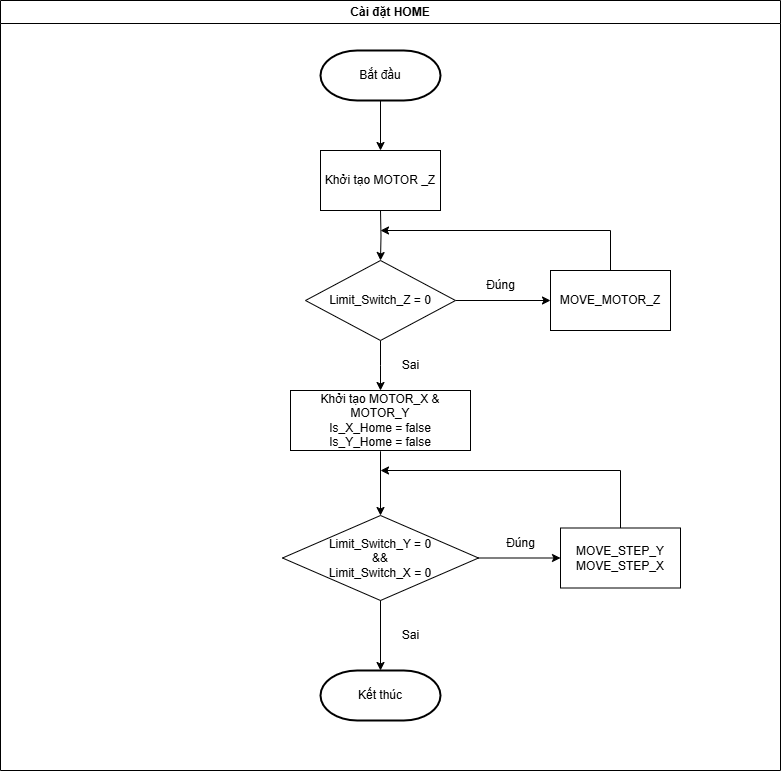 Cài đặt HOME
Bắt đầu
Khởi tạo MOTOR _Z
Limit_Switch_Z = 0
Đúng
MOVE_MOTOR_Z
Sai
Khởi tạo MOTOR_X &
MOTOR_Y
Is_X_Home = false
Is_Y_Home = false
Limit_Switch_Y = 0
&&
Limit_Switch_X = 0
Đúng
MOVE_STEP_Y
MOVE_STEP_X
Sai
Kết thúc